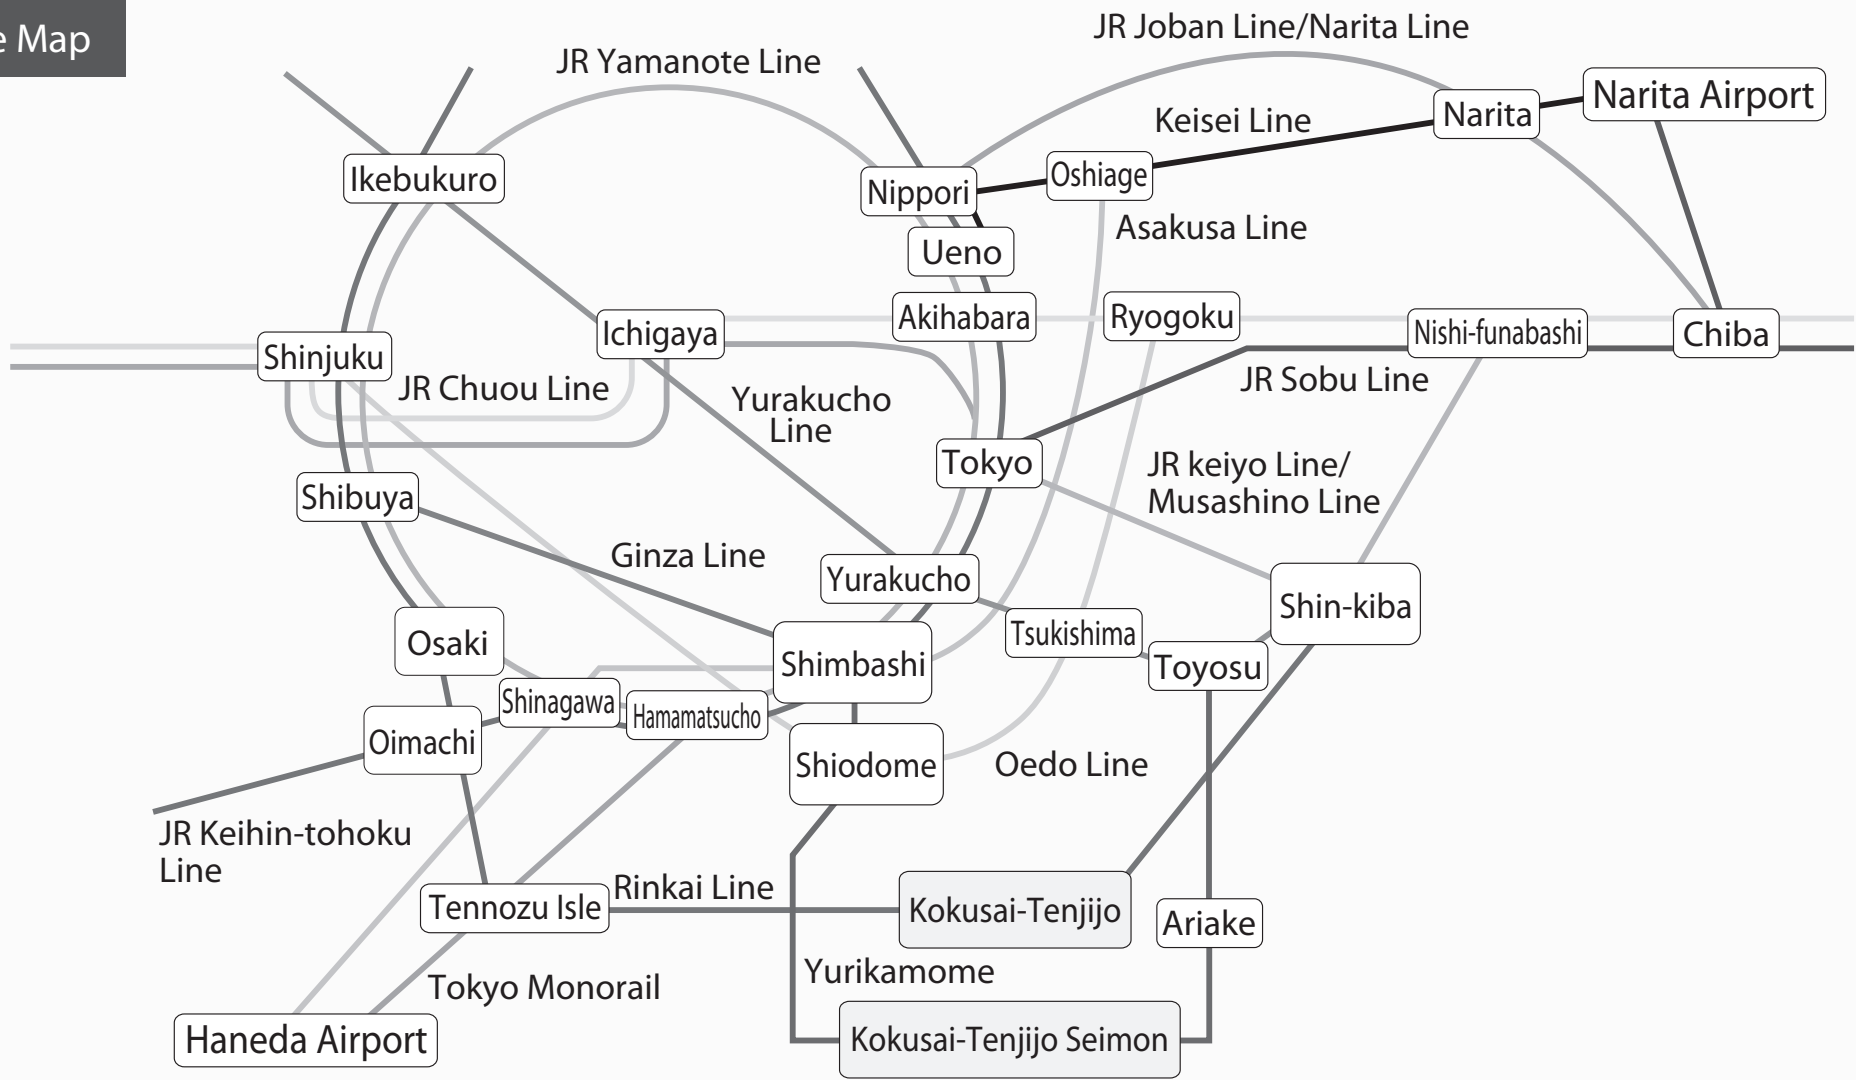 e Map
JR Joban Line/Narita Line
JR Yamanote Line
Narita Airport
Narita
Keisei Line
Ikebukuro
Nippori
Oshiage
Asakusa Line
Ueno
Akihabara
Ryogoku
Ichigaya
Nishi-funabashi
Chiba
Shinjuku
JR Chuou Line
JR Sobu Line
Yurakucho
Line
Tokyo
JR keiyo Line/
Musashino Line
Shibuya
Ginza Line
Yurakucho
Shin-kiba
Tsukishima
Osaki
Shimbashi
Toyosu
Shinagawa
Hamamatsucho
Oimachi
Shiodome
Oedo Line
JR Keihin-tohoku
Line
Rinkai Line
Tennozu Isle
Kokusai-Tenjijo
Ariake
Yurikamome
Tokyo Monorail
Haneda Airport
Kokusai-Tenjijo Seimon